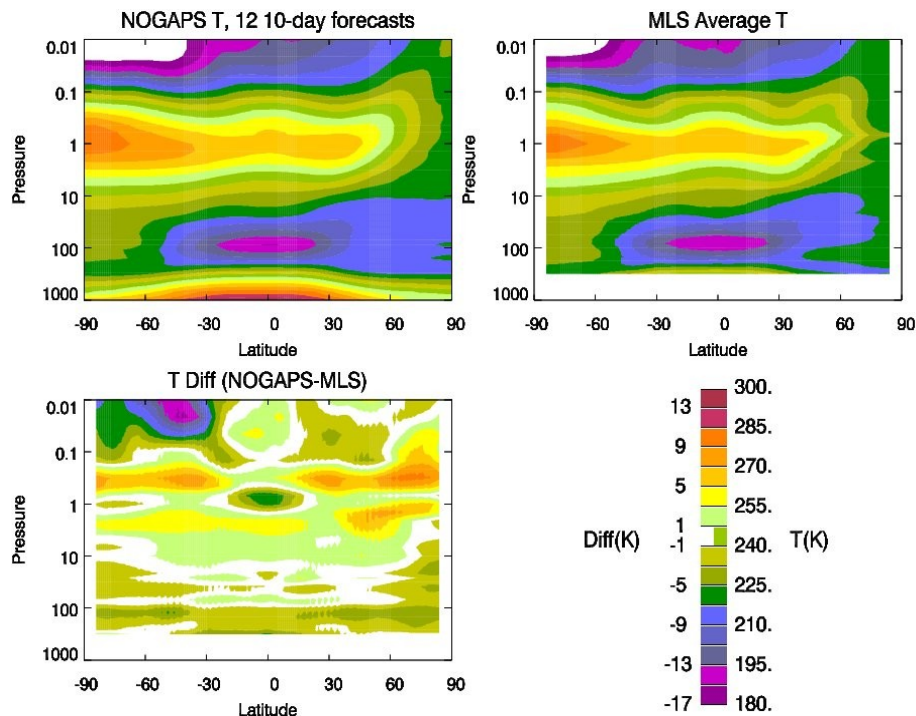 NOGAPS T, 12 10-day forecasts
0.01
0.1
1
10
100
1000
Pressure
-90 -60 -30 0 30 60 90
Latitude
MLS Average T
0.01
0.1
1
10
100
1000
Pressure
-90 -60 -30 0 30 60 90
Latitude
T Diff (NOGAPS-MLS)
0.01
0.1
1
10
100
1000
Pressure
-90 -60 -30 0 30 60 90
Latitude
300.
13 285.
9 270.
5 255.
1
Diff(K) -1 240. T(K)
-5 225.
-9 210.
-13 195.
-17 180.